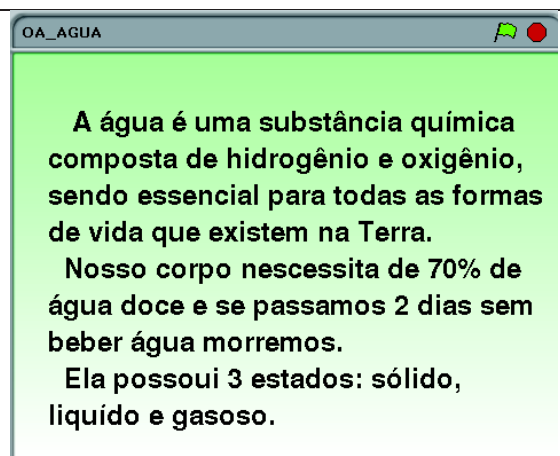 OA_AGUA
A água é uma substância química
composta de hidrogênio e oxigênio,
sendo essencial para todas as formas
de vida que existem na Terra.
Nosso corpo nescessita de 70% de
água doce e se passamos 2 dias sem
beber água morremos.
Ela possoui 3 estados: sólido,
liquído e gasoso.